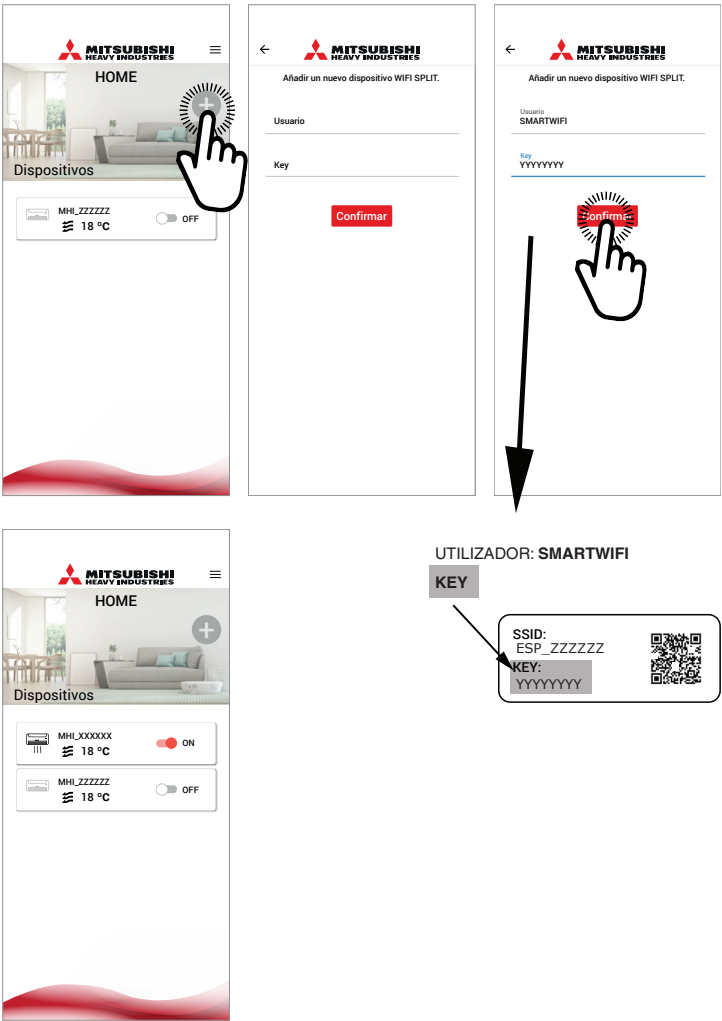 MITSUBISHI
HEAVY INDUSTRIES
HOME
Dispositivos
MHI_ZZZZZZ
18 ºC
OFF
MITSUBISHI
HEAVY INDUSTRIES
Añadir un nuevo dispositivo WIFI SPLIT.
Usuario
Key
Confirmar
MITSUBISHI
HEAVY INDUSTRIES
Añadir un nuevo dispositivo WIFI SPLIT.
Usuario
SMARTWIFI
Key
YYYYYYYY
Confirma
MITSUBISHI
HEAVY INDUSTRIES
HOME
Dispositivos
MHI_XXXXXX
18 ºC
ON
MHI_ZZZZZZ
18 ºC
OFF
UTILIZADOR: SMARTWIFI
KEY
SSID:
ESP_ZZZZZZ
KEY:
YYYYYYYY